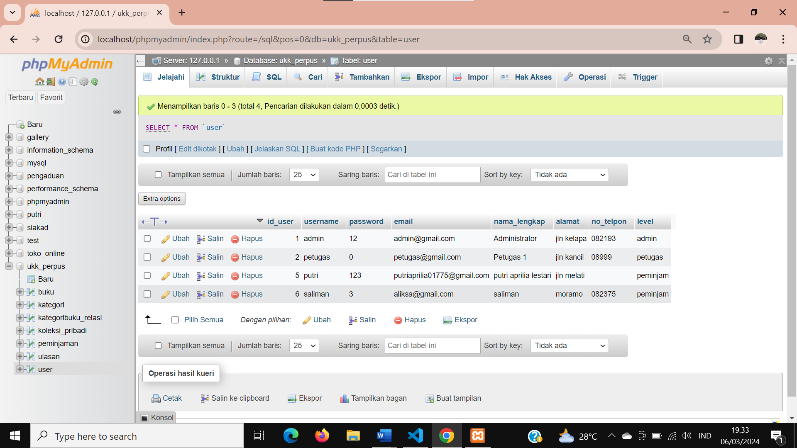 localhost / 127.0.0.1 / ukk_perpu
localhost/phpmyadmin/index.php?route=/sql&pos=0&db=ukk_perpus&table=user
phpMyAdmin
Terbaru Favorit
Baru
gallery
information_schema
mysql
pengaduan
performance_schema
phpmyadmin
putri
siakad
test
toko_online
ukk_perpus
Baru
buku
kategori
kategoribuku_relasi
koleksi_pribadi
peminjaman
ulasan
user
Server: 127.0.0.1 » Database: ukk_perpus » Tabel: user
Jelajahi Struktur SQL Cari Tambahkan Ekspor Impor Hak Akses Operasi Trigger
Menampilkan baris 0 - 3 (total 4, Pencarian dilakukan dalam 0,0003 detik.)
SELECT * FROM `user`
Profil [ Edit dikotak ] [ Ubah ] [ Jelaskan SQL ] [ Buat kode PHP ] [ Segarkan ]
Tampilkan semua | Jumlah baris: 25 Saring baris: Cari di tabel ini Sort by key: Tidak ada
Extra options
id_user username password email nama_lengkap alamat no_telpon level
Ubah Salin Hapus 1 admin 12 admin@gmail.com Administrator jln kelapa 082193 admin
Ubah Salin Hapus 2 petugas 0 petugas@gmail.com Petugas 1 jln kancil 08999 petugas
Ubah Salin Hapus 5 putri 123 putriaprilia01775@gmail.com putri aprilia lestari jln melati peminjam
Ubah Salin Hapus 6 saliman 3 aliksa@gmail.com saliman moramo 082375 peminjam
Pilih Semua Dengan pilihan: Ubah Salin Hapus Ekspor
Tampilkan semua | Jumlah baris: 25 Saring baris: Cari di tabel ini Sort by key: Tidak ada
Operasi hasil kueri
Cetak Salin ke clipboard Ekspor Tampilkan bagan Buat tampilan
Konsol
Type here to search
28°C IND 19.33
06/03/2024